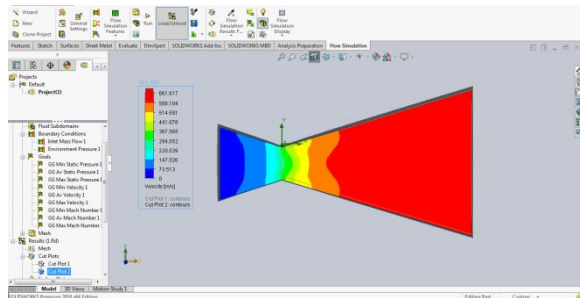 Wizard
New
Clone Project
General Settings
Flow Simulation Features
Run
Load/Unload
Flow Simulation Results F...
Flow Simulation Display
Features Sketch Surfaces Sheet Metal Evaluate DimXpert SOLIDWORKS Add-Ins SOLIDWORKS MBD Analysis Preparation Flow Simulation
Projects
Default
Project(1)
Fluid Subdomains
Boundary Conditions
Inlet Mass Flow 1
Environment Pressure 1
Goals
GG Min Static Pressure 1
GG Av Static Pressure 1
GG Max Static Pressure 1
GG Min Velocity 1
GG Av Velocity 1
GG Max Velocity 1
GG Min Mach Number 1
GG Av Mach Number 1
GG Max Mach Number
Mesh
Results (1.fld)
Mesh
Cut Plots
Cut Plot 1
Cut Plot 2
661.617
588.104
514.591
441.078
367.565
294.052
220.539
147.026
73.513
0
Velocity [m/s]
Cut Plot 1: contours
Cut Plot 2: contours
Model 3D Views Motion Study 1
SOLIDWORKS Premium 2016 x64 Edition
Editing Part
Custom